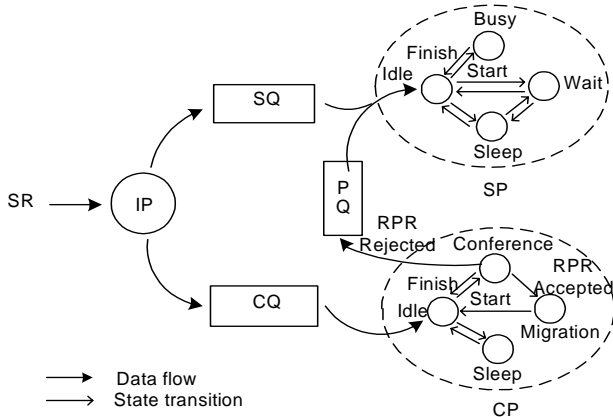 Busy
Finish
Idle
Start
Wait
Sleep
SP
SQ
SR
IP
P
Q
RPR
Rejected
Conference
RPR
Accepted
Finish
Idle
Start
Migration
Sleep
CP
CQ
Data flow
State transition